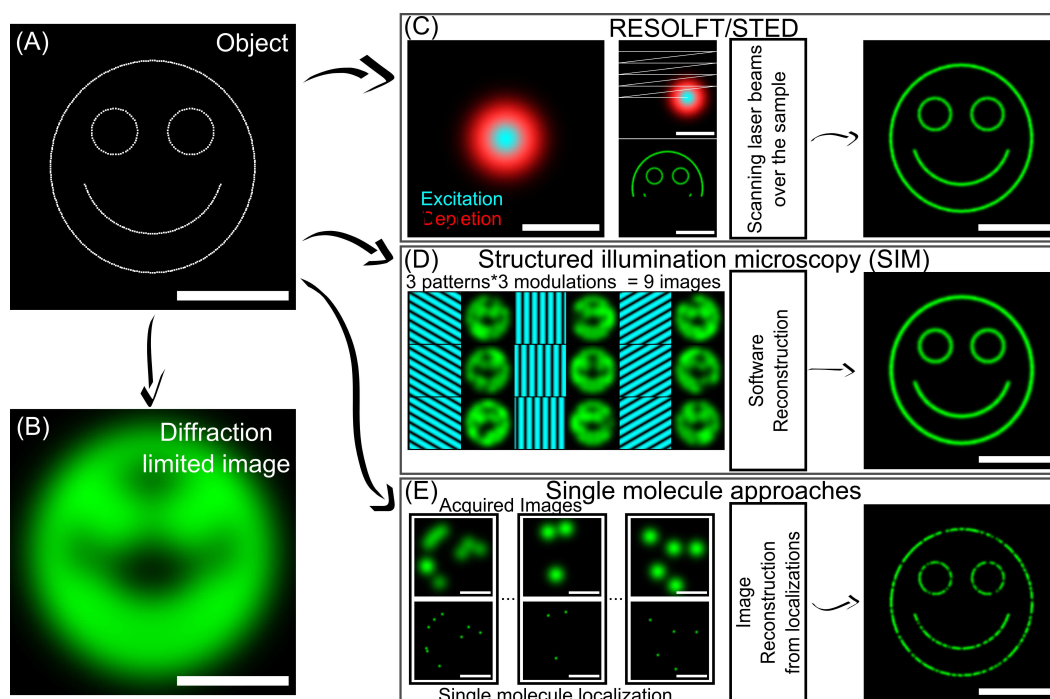 (A)
Object
(B)
Diffraction
limited image
(C)
RESOLFT/STED
Excitation
Depletion
Scanning laser beams
over the sample
(D)
Structured illumination microscopy (SIM)
3 patterns*3 modulations = 9 images
Software
Reconstruction
(E)
Single molecule approaches
Acquired Images
...
...
Single molecule localization
Image
Reconstruction
from localizations